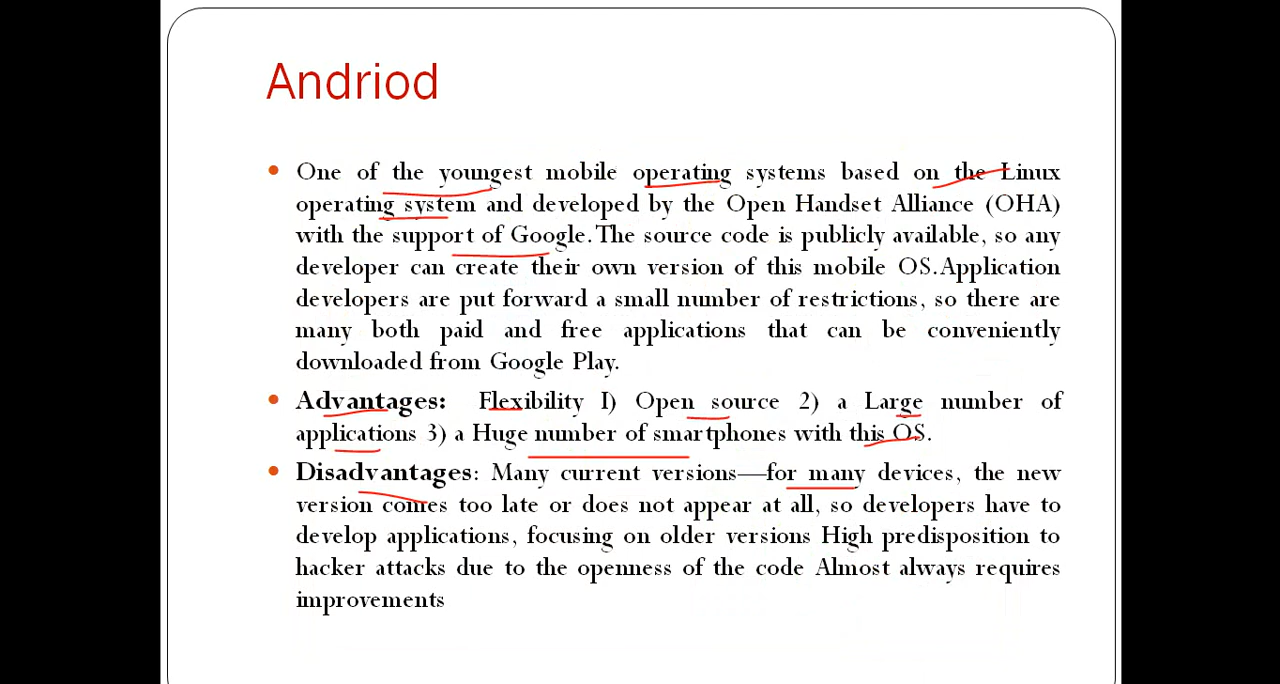 Andriod
One of the youngest mobile operating systems based on the Linux
operating system and developed by the Open Handset Alliance (OHA)
with the support of Google. The source code is publicly available, so any
developer can create their own version of this mobile OS. Application
developers are put forward a small number of restrictions, so there are
many both paid and free applications that can be conveniently
downloaded from Google Play.
Advantages: Flexibility 1) Open source 2) a Large number of
applications 3) a Huge number of smartphones with this OS.
Disadvantages: Many current versions—for many devices, the new
version comes too late or does not appear at all, so developers have to
develop applications, focusing on older versions High predisposition to
hacker attacks due to the openness of the code Almost always requires
improvements